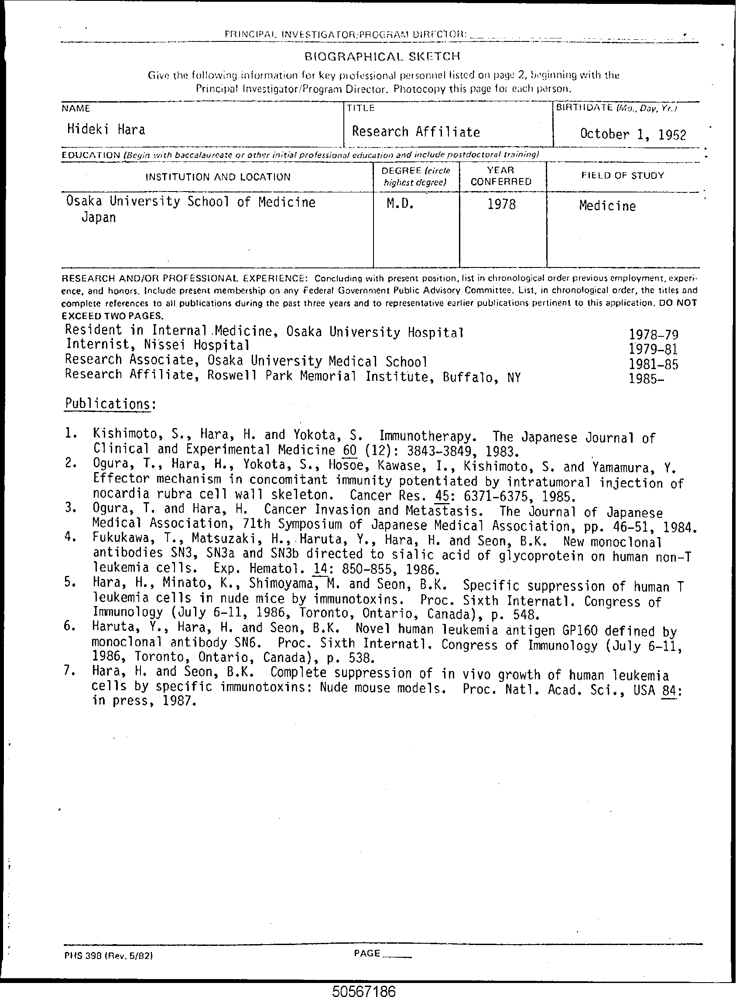 PRINCIPAL INVESTIGATOR/PROGRAM DIRECTOR:
BIOGRAPHICAL SKETCH
Give the following information for key professional personnel listed on page 2, beginning with the
Principal Investigator/Program Director. Photocopy this page for each person.
NAME TITLE BIRTHDATE (Mo., Day, Yr.)
Hideki Hara Research Affiliate October 1, 1952
EDUCATION (Begin with baccalaureate or other initial professional education and include postdoctoral training)
INSTITUTION AND LOCATION DEGREE (circle highest degree) YEAR CONFERRED FIELD OF STUDY
Osaka University School of Medicine M.D. 1978 Medicine
Japan
RESEARCH AND/OR PROFESSIONAL EXPERIENCE: Concluding with present position, list in chronological order previous employment, experi-
ence, and honors. Include present membership on any Federal Government Public Advisory Committee. List, in chronological order, the titles and
complete references to all publications during the past three years and to representative earlier publications pertinent to this application. DO NOT
EXCEED TWO PAGES.
Resident in Internal Medicine, Osaka University Hospital 1978-79
Internist, Nissei Hospital 1979-81
Research Associate, Osaka University Medical School 1981-85
Research Affiliate, Roswell Park Memorial Institute, Buffalo, NY 1985-
Publications:
1. Kishimoto, S., Hara, H. and Yokota, S. Immunotherapy. The Japanese Journal of
Clinical and Experimental Medicine 60 (12): 3843-3849, 1983.
2. Ogura, T., Hara, H., Yokota, S., Hosoe, Kawase, I., Kishimoto, S. and Yamamura, Y.
Effector mechanism in concomitant immunity potentiated by intratumoral injection of
nocardia rubra cell wall skeleton. Cancer Res. 45: 6371-6375, 1985.
3. Ogura, T. and Hara, H. Cancer Invasion and Metastasis. The Journal of Japanese
Medical Association, 71th Symposium of Japanese Medical Association, pp. 46-51, 1984.
4. Fukukawa, T., Matsuzaki, H., Haruta, Y., Hara, H. and Seon, B.K. New monoclonal
antibodies SN3, SN3a and SN3b directed to sialic acid of glycoprotein on human non-T
leukemia cells. Exp. Hematol. 14: 850-855, 1986.
5. Hara, H., Minato, K., Shimoyama, M. and Seon, B.K. Specific suppression of human T
leukemia cells in nude mice by immunotoxins. Proc. Sixth Internatl. Congress of
Immunology (July 6-11, 1986, Toronto, Ontario, Canada), p. 548.
6. Haruta, Y., Hara, H. and Seon, B.K. Novel human leukemia antigen GP160 defined by
monoclonal antibody SN6. Proc. Sixth Internatl. Congress of Immunology (July 6-11,
1986, Toronto, Ontario, Canada), p. 538.
7. Hara, H. and Seon, B.K. Complete suppression of in vivo growth of human leukemia
cells by specific immunotoxins: Nude mouse models. Proc. Natl. Acad. Sci., USA 84:
in press, 1987.
PHS 398 (Rev. 5/82) PAGE
50567186